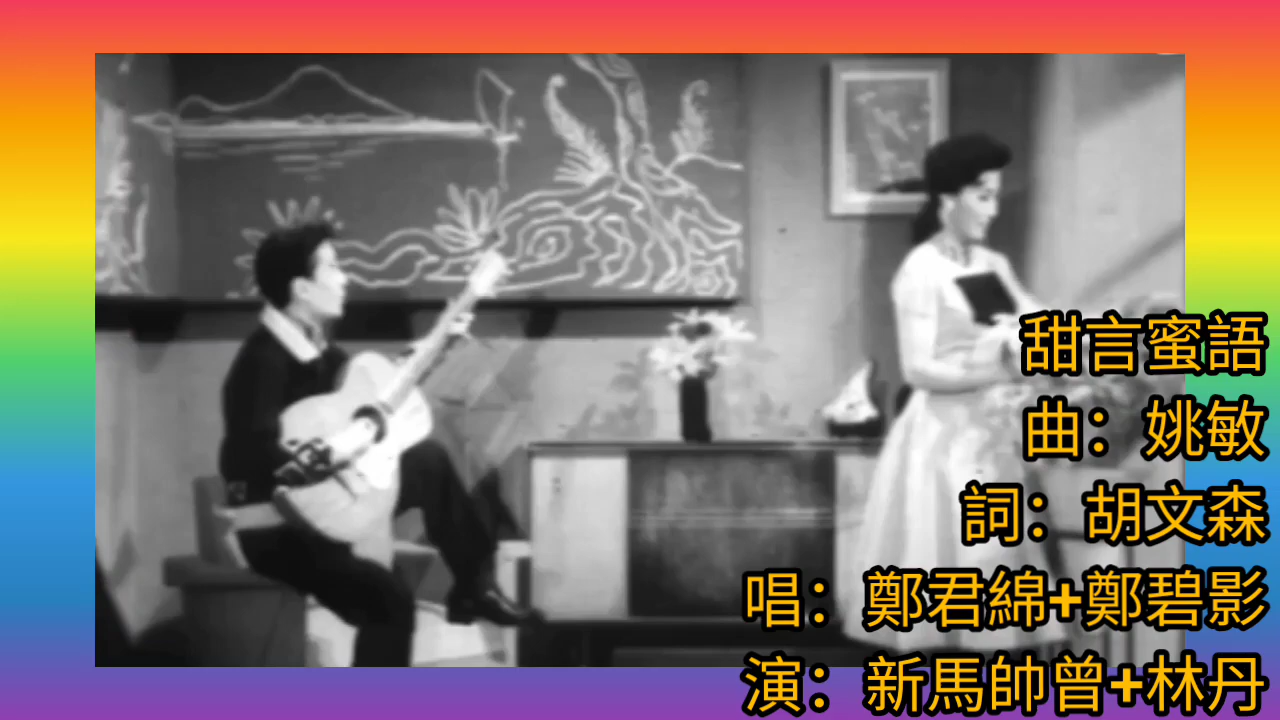 甜言蜜語
曲：姚敏
詞：胡文森
唱：鄭君綿+鄭碧影
演：新馬帥曾+林丹